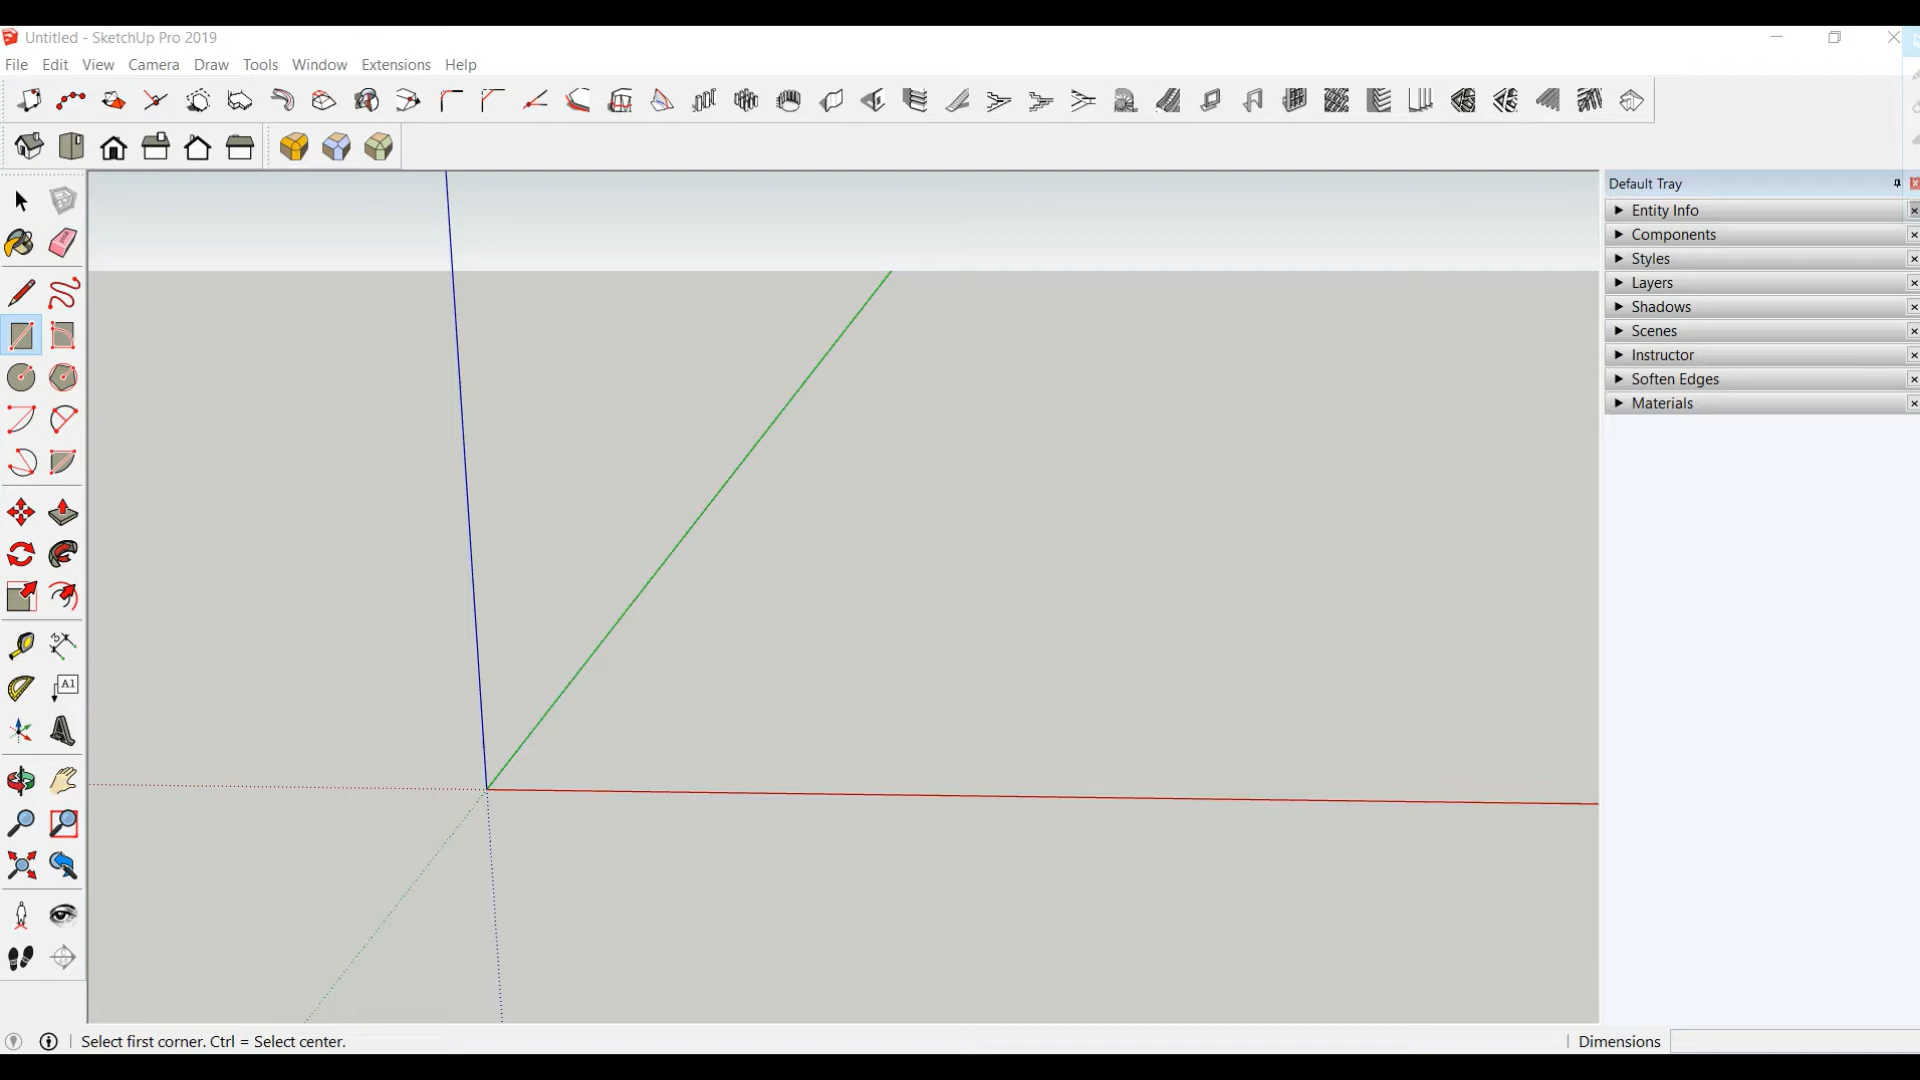 Untitled - SketchUp Pro 2019
File Edit View Camera Draw Tools Window Extensions Help
Default Tray
Entity Info
Components
Styles
Layers
Shadows
Scenes
Instructor
Soften Edges
Materials
A1
Select first corner. Ctrl = Select center.
Dimensions